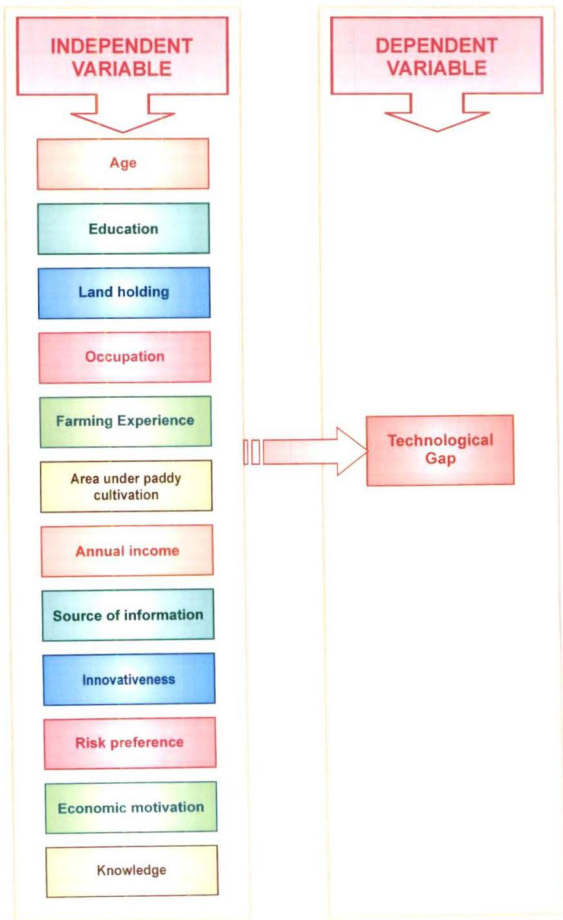 INDEPENDENT
VARIABLE
Age
Education
Land holding
Occupation
Farming Experience
Area under paddy
cultivation
Annual income
Source of information
Innovativeness
Risk preference
Economic motivation
Knowledge
DEPENDENT
VARIABLE
Technological
Gap